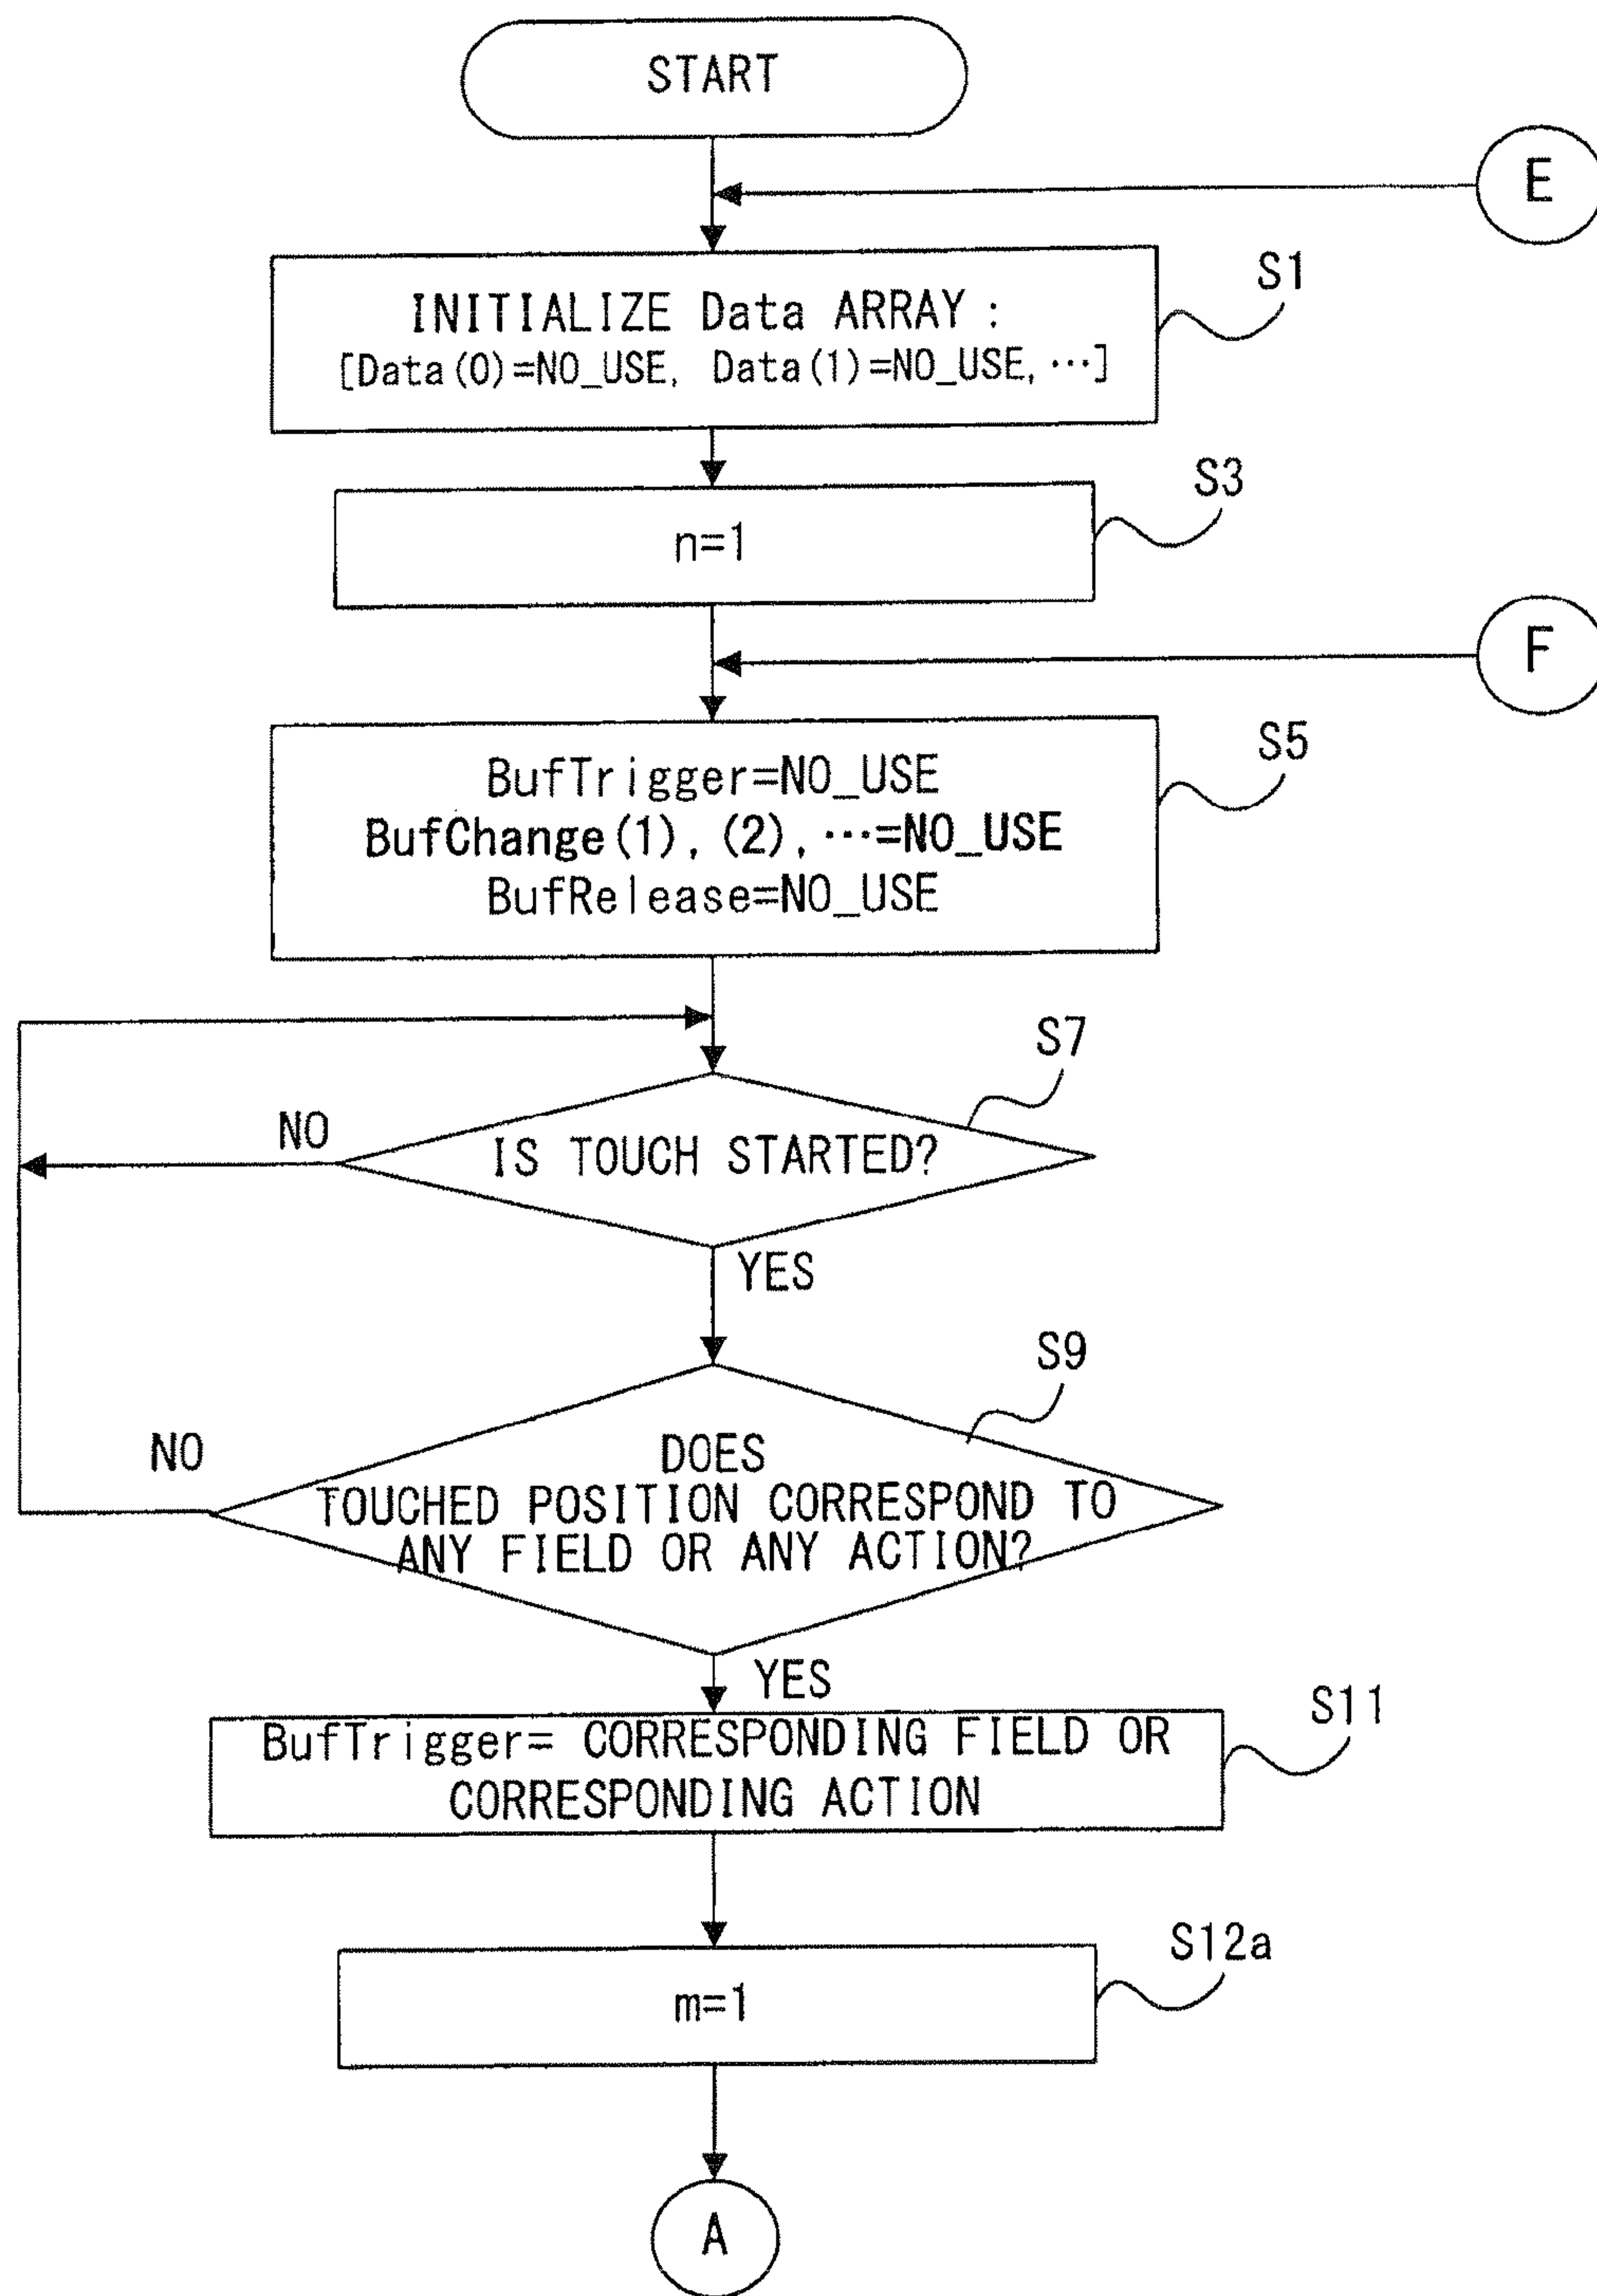 START
E
S1
INITIALIZE Data ARRAY :
[Data(0)=NO_USE, Data(1)=NO_USE, ⋯]
S3
n=1
F
S5
BufTrigger=NO_USE
BufChange(1), (2), ⋯=NO_USE
BufRelease=NO_USE
S7
NO
IS TOUCH STARTED?
YES
S9
NO
DOES
TOUCHED POSITION CORRESPOND TO
ANY FIELD OR ANY ACTION?
YES
S11
BufTrigger= CORRESPONDING FIELD OR
CORRESPONDING ACTION
S12a
m=1
A